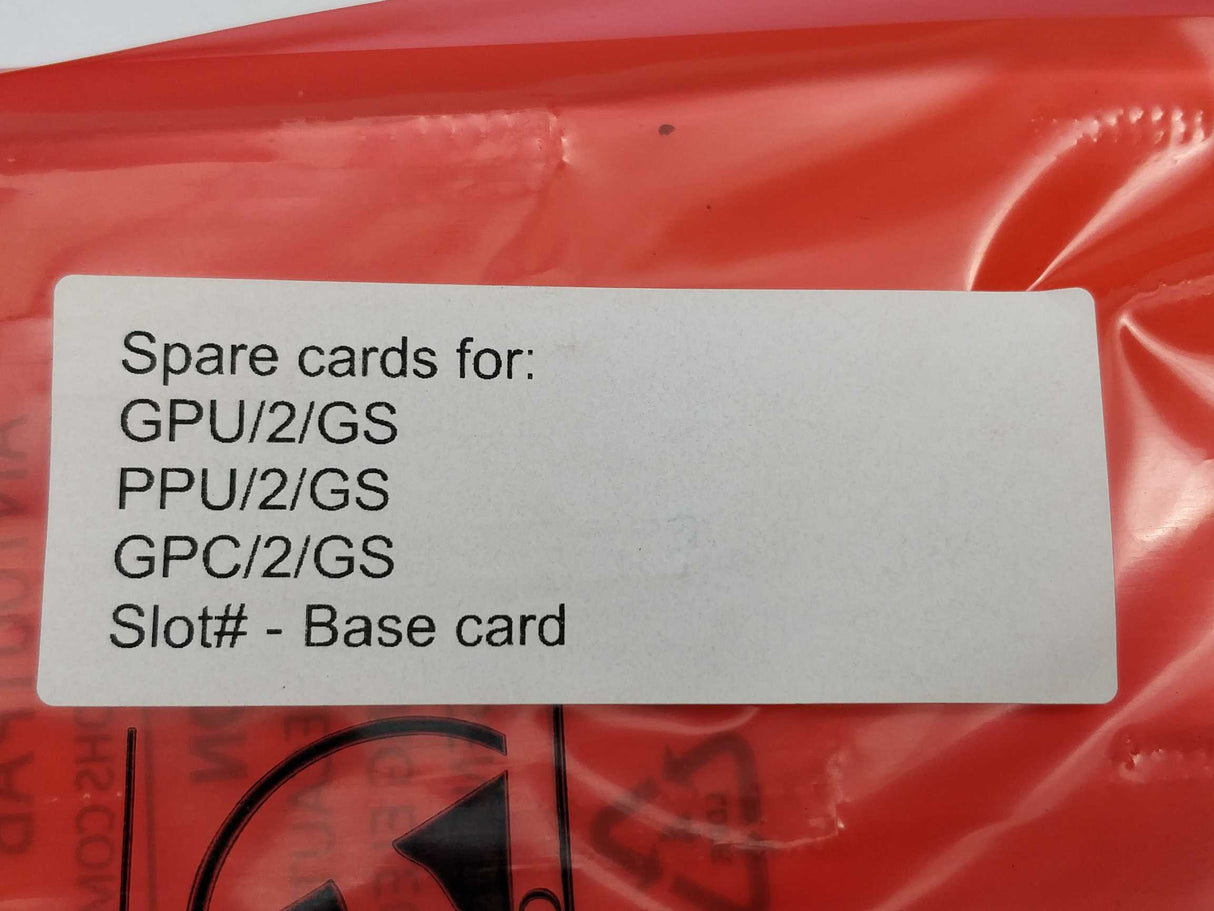 Spare cards for:
GPU/2/GS
PPU/2/GS
GPC/2/GS
Slot# - Base card